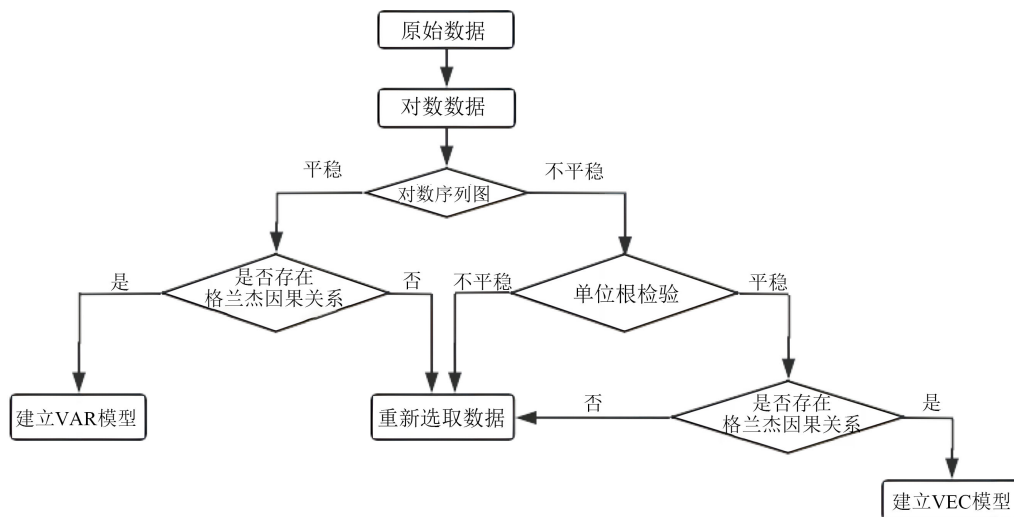 原始数据
对数数据
平稳
不平稳
对数序列图
是
是否存在
格兰杰因果关系
否
不平稳
单位根检验
平稳
建立VAR模型
重新选取数据
否
是否存在
格兰杰因果关系
是
建立VEC模型